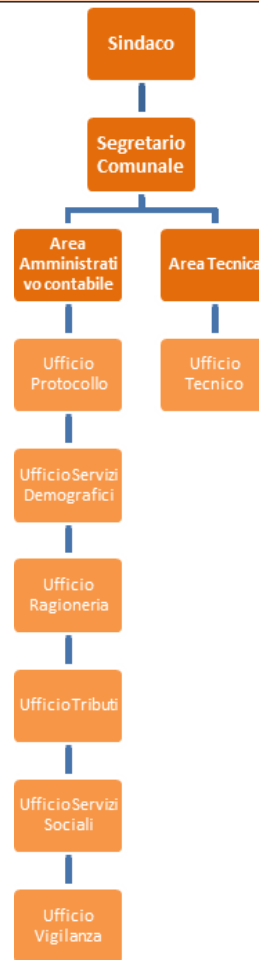 Sindaco
Segretario
Comunale
Area
Amministrati
vo contabile
Area Tecnica
Ufficio
Protocollo
Ufficio
Tecnico
Ufficio Servizi
Demografici
Ufficio
Ragioneria
Ufficio Tributi
Ufficio Servizi
Sociali
Ufficio
Vigilanza